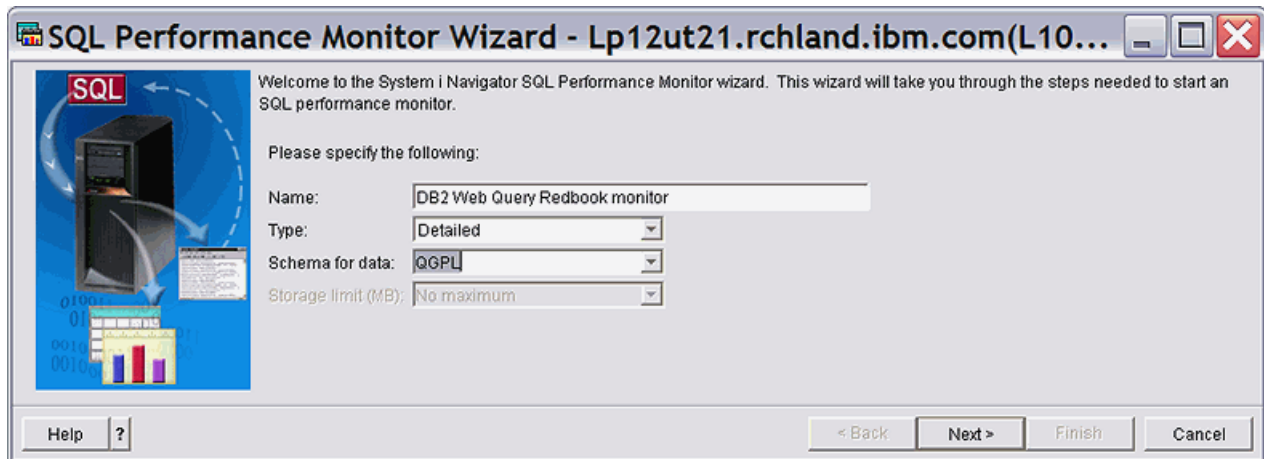 SQL Performance Monitor Wizard - Lp12ut21.rchland.ibm.com(L10...
SQL
Welcome to the System i Navigator SQL Performance Monitor wizard. This wizard will take you through the steps needed to start an
SQL performance monitor.
Please specify the following:
Name: DB2 Web Query Redbook monitor
Type: Detailed
Schema for data: QGPL
Storage limit (MB): No maximum
Help ? < Back Next > Finish Cancel